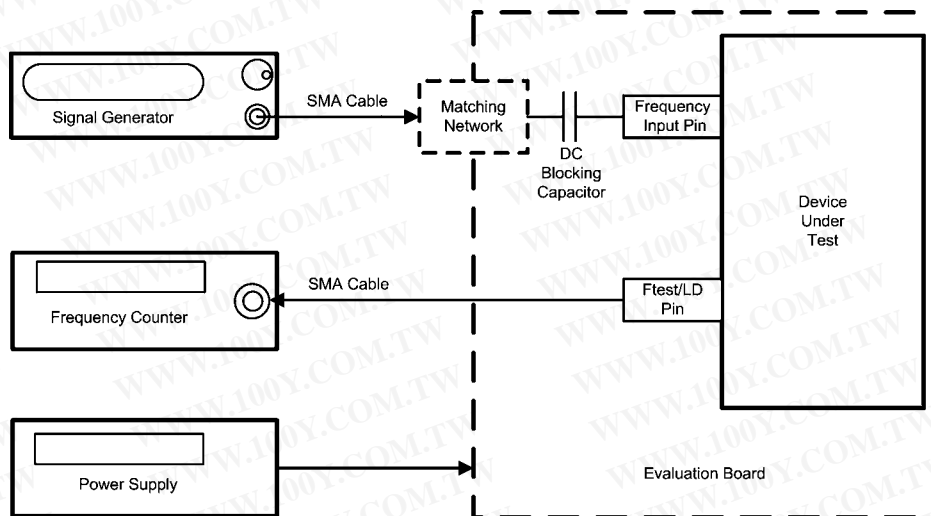 Signal Generator
SMA Cable
Matching
Network
DC
Blocking
Capacitor
Frequency
Input Pin
Device
Under
Test
Frequency Counter
SMA Cable
Ftest/LD
Pin
Power Supply
Evaluation Board
WWW.100Y.COM.TW